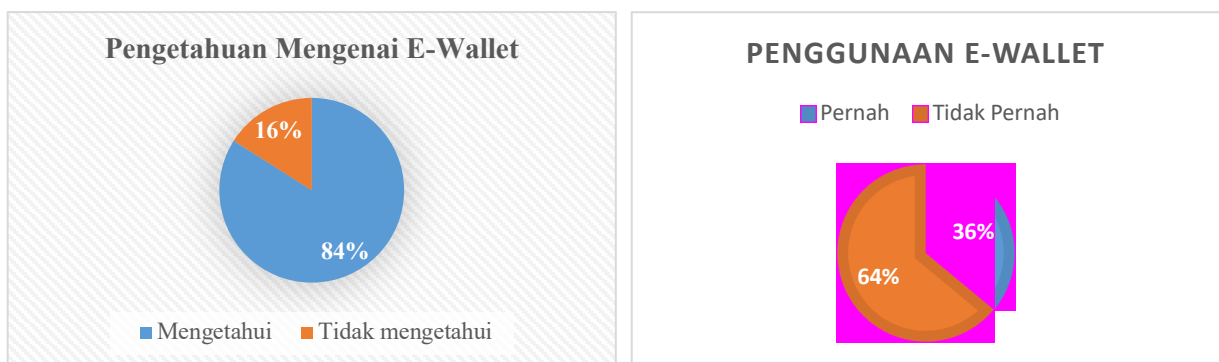 Pengetahuan Mengenai E-Wallet
16%
84%
Mengetahui Tidak mengetahui
PENGGUNAAN E-WALLET
Pernah Tidak Pernah
36%
64%